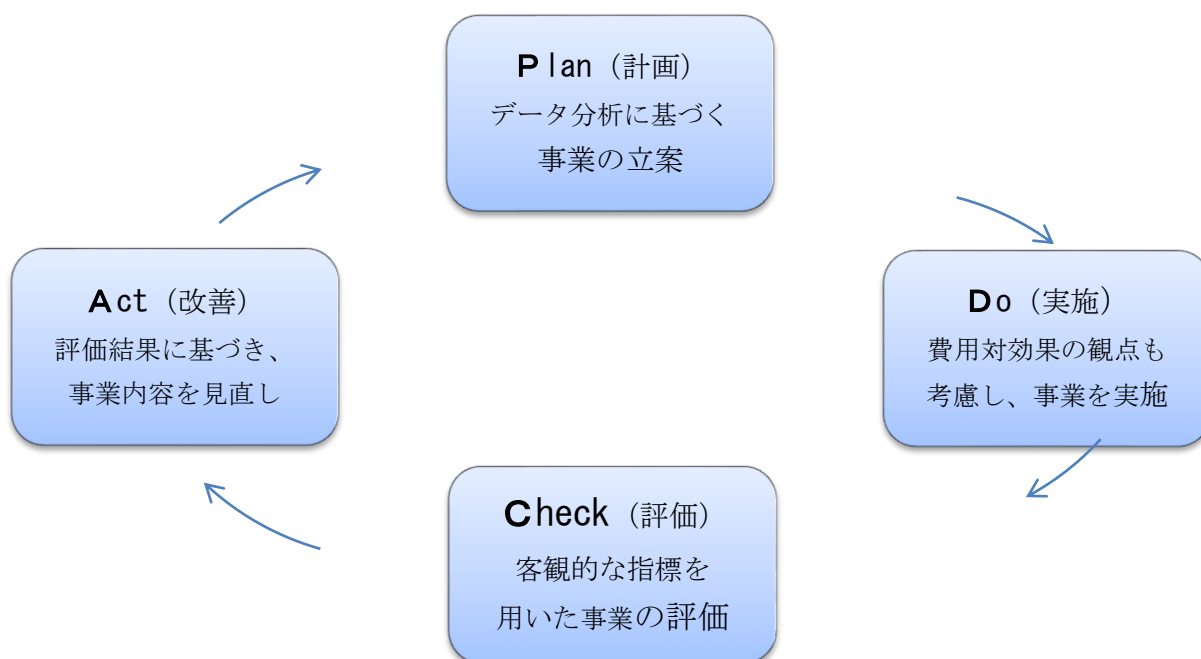 Plan（計画）
データ分析に基づく
事業の立案
Act（改善）
評価結果に基づき、
事業内容を見直し
Do（実施）
費用対効果の観点も
考慮し、事業を実施
Check（評価）
客観的な指標を
用いた事業の評価